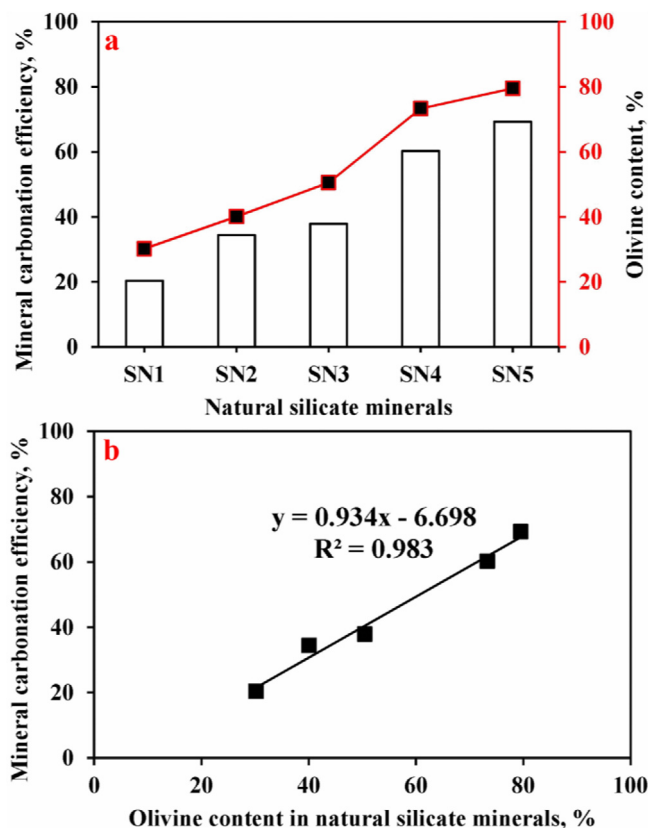 a
Mineral carbonation efficiency, %
100
80
60
40
20
0
100
80
60
40
20
0
Olivine content, %
SN1 SN2 SN3 SN4 SN5
Natural silicate minerals
b
Mineral carbonation efficiency, %
100
80
60
40
20
0
y = 0.934x - 6.698
R² = 0.983
0 20 40 60 80 100
Olivine content in natural silicate minerals, %